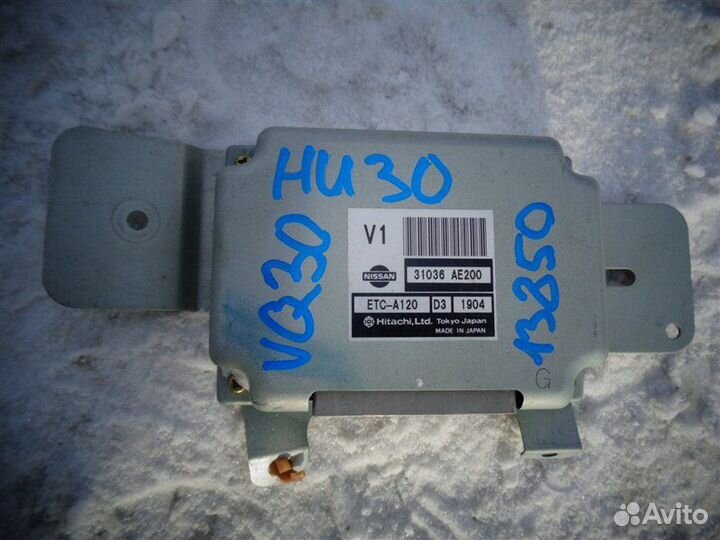 HU30
VQ30
13850
V1
NISSAN
31036 AE200
ETC-A120 D3 1904
Hitachi,Ltd. Tokyo Japan
MADE IN JAPAN
G
Avito